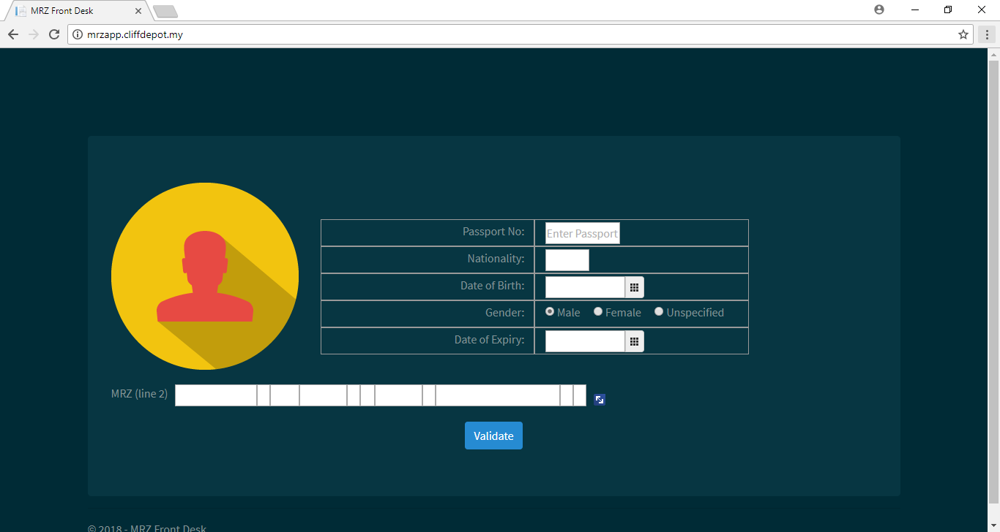 MRZ Front Desk
mrzapp.cliffdepot.my
Passport No: Enter Passport
Nationality:
Date of Birth:
Gender: Male Female Unspecified
Date of Expiry:
MRZ (line 2)
Validate
© 2018 - MRZ Front Desk